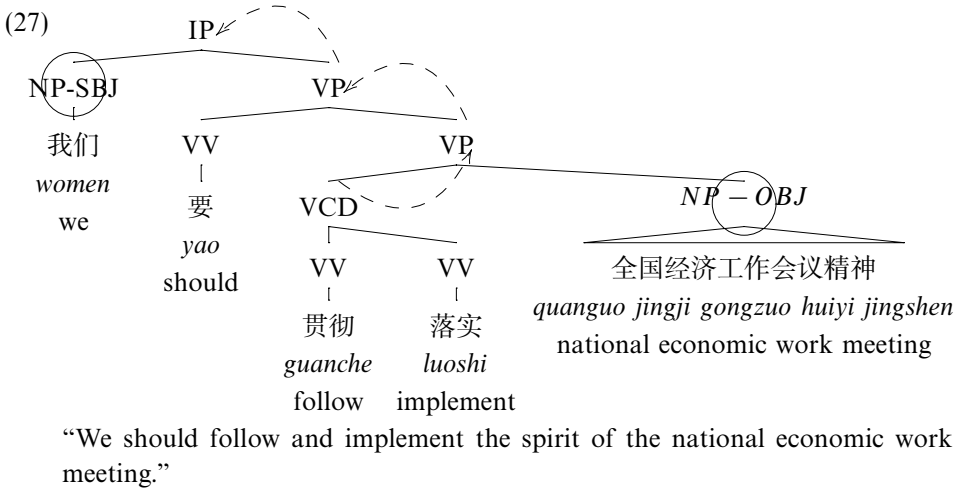 (27)
IP
NP-SBJ VP
我们 VV VP
women 要 VCD NP – OBJ
we yao VV VV 全国经济工作会议精神
should 贯彻 落实 quanguo jingji gongzuo huiyi jingshen
guanche luoshi national economic work meeting
follow implement
“We should follow and implement the spirit of the national economic work
meeting.”